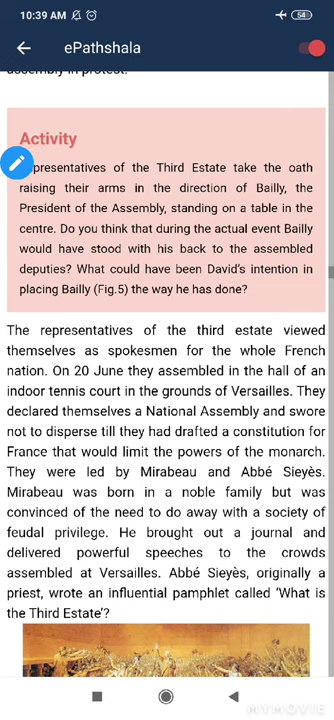 10:39 AM
54
ePathshala
assembly in protest.
Activity
presentatives of the Third Estate take the oath
raising their arms in the direction of Bailly, the
President of the Assembly, standing on a table in the
centre. Do you think that during the actual event Bailly
would have stood with his back to the assembled
deputies? What could have been David's intention in
placing Bailly (Fig.5) the way he has done?
The representatives of the third estate viewed
themselves as spokesmen for the whole French
nation. On 20 June they assembled in the hall of an
indoor tennis court in the grounds of Versailles. They
declared themselves a National Assembly and swore
not to disperse till they had drafted a constitution for
France that would limit the powers of the monarch.
They were led by Mirabeau and Abbé Sieyès.
Mirabeau was born in a noble family but was
convinced of the need to do away with a society of
feudal privilege. He brought out a journal and
delivered powerful speeches to the crowds
assembled at Versailles. Abbé Sieyès, originally a
priest, wrote an influential pamphlet called 'What is
the Third Estate'?
MYMOVIE